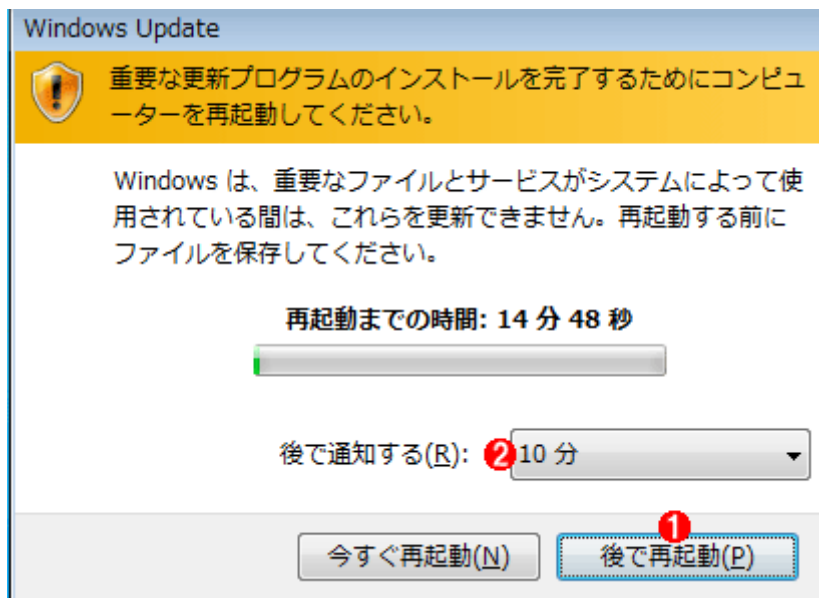 Windows Update
重要な更新プログラムのインストールを完了するためにコンピュ
ーターを再起動してください。
Windows は、重要なファイルとサービスがシステムによって使
用されている間は、これらを更新できません。再起動する前に
ファイルを保存してください。
再起動までの時間: 14 分 48 秒
後で通知する(R): 2 10 分
1
今すぐ再起動(N) 後で再起動(P)